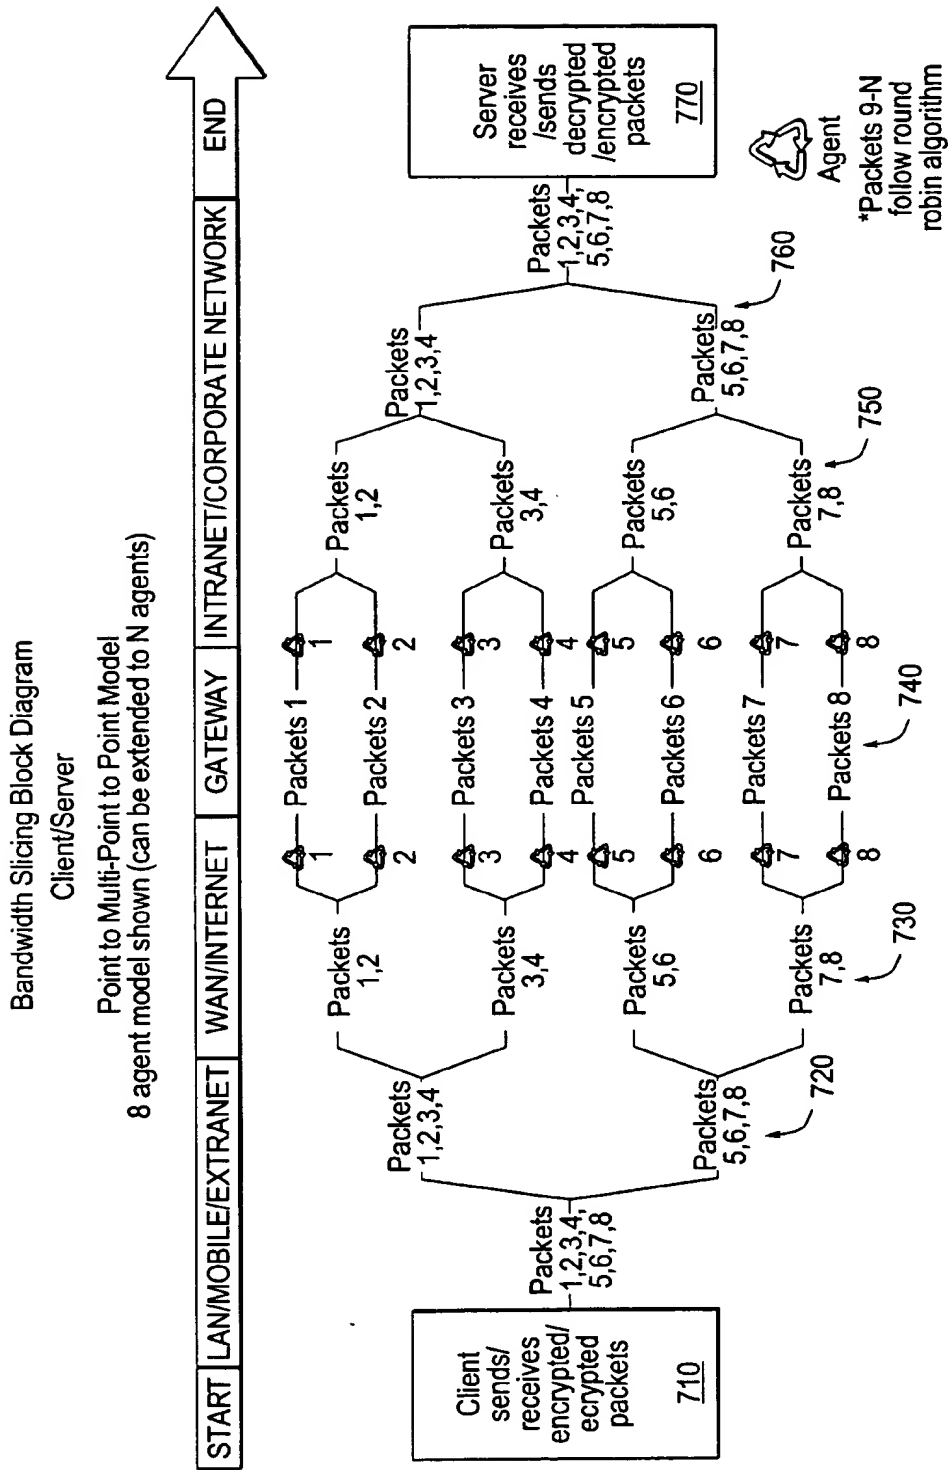 Bandwidth Slicing Block Diagram
Client/Server
Point to Multi-Point to Point Model
8 agent model shown (can be extended to N agents)
START
LAN/MOBILE/EXTRANET
WAN/INTERNET
GATEWAY
INTRANET/CORPORATE NETWORK
END
Client
sends/
receives
encrypted/
ecrypted
packets
710
Packets
1,2,3,4,
5,6,7,8
Packets
1,2,3,4
Packets
5,6,7,8
720
Packets
1,2
Packets
3,4
Packets
5,6
Packets
7,8
730
1
2
3
4
5
6
7
8
Packets 1
Packets 2
Packets 3
Packets 4
Packets 5
Packets 6
Packets 7
Packets 8
740
1
2
3
4
5
6
7
8
Packets
1,2
Packets
3,4
Packets
5,6
Packets
7,8
750
Packets
1,2,3,4
Packets
5,6,7,8
760
Packets
1,2,3,4,
5,6,7,8
Server
receives
/sends
decrypted
/encrypted
packets
770
Agent
*Packets 9-N
follow round
robin algorithm